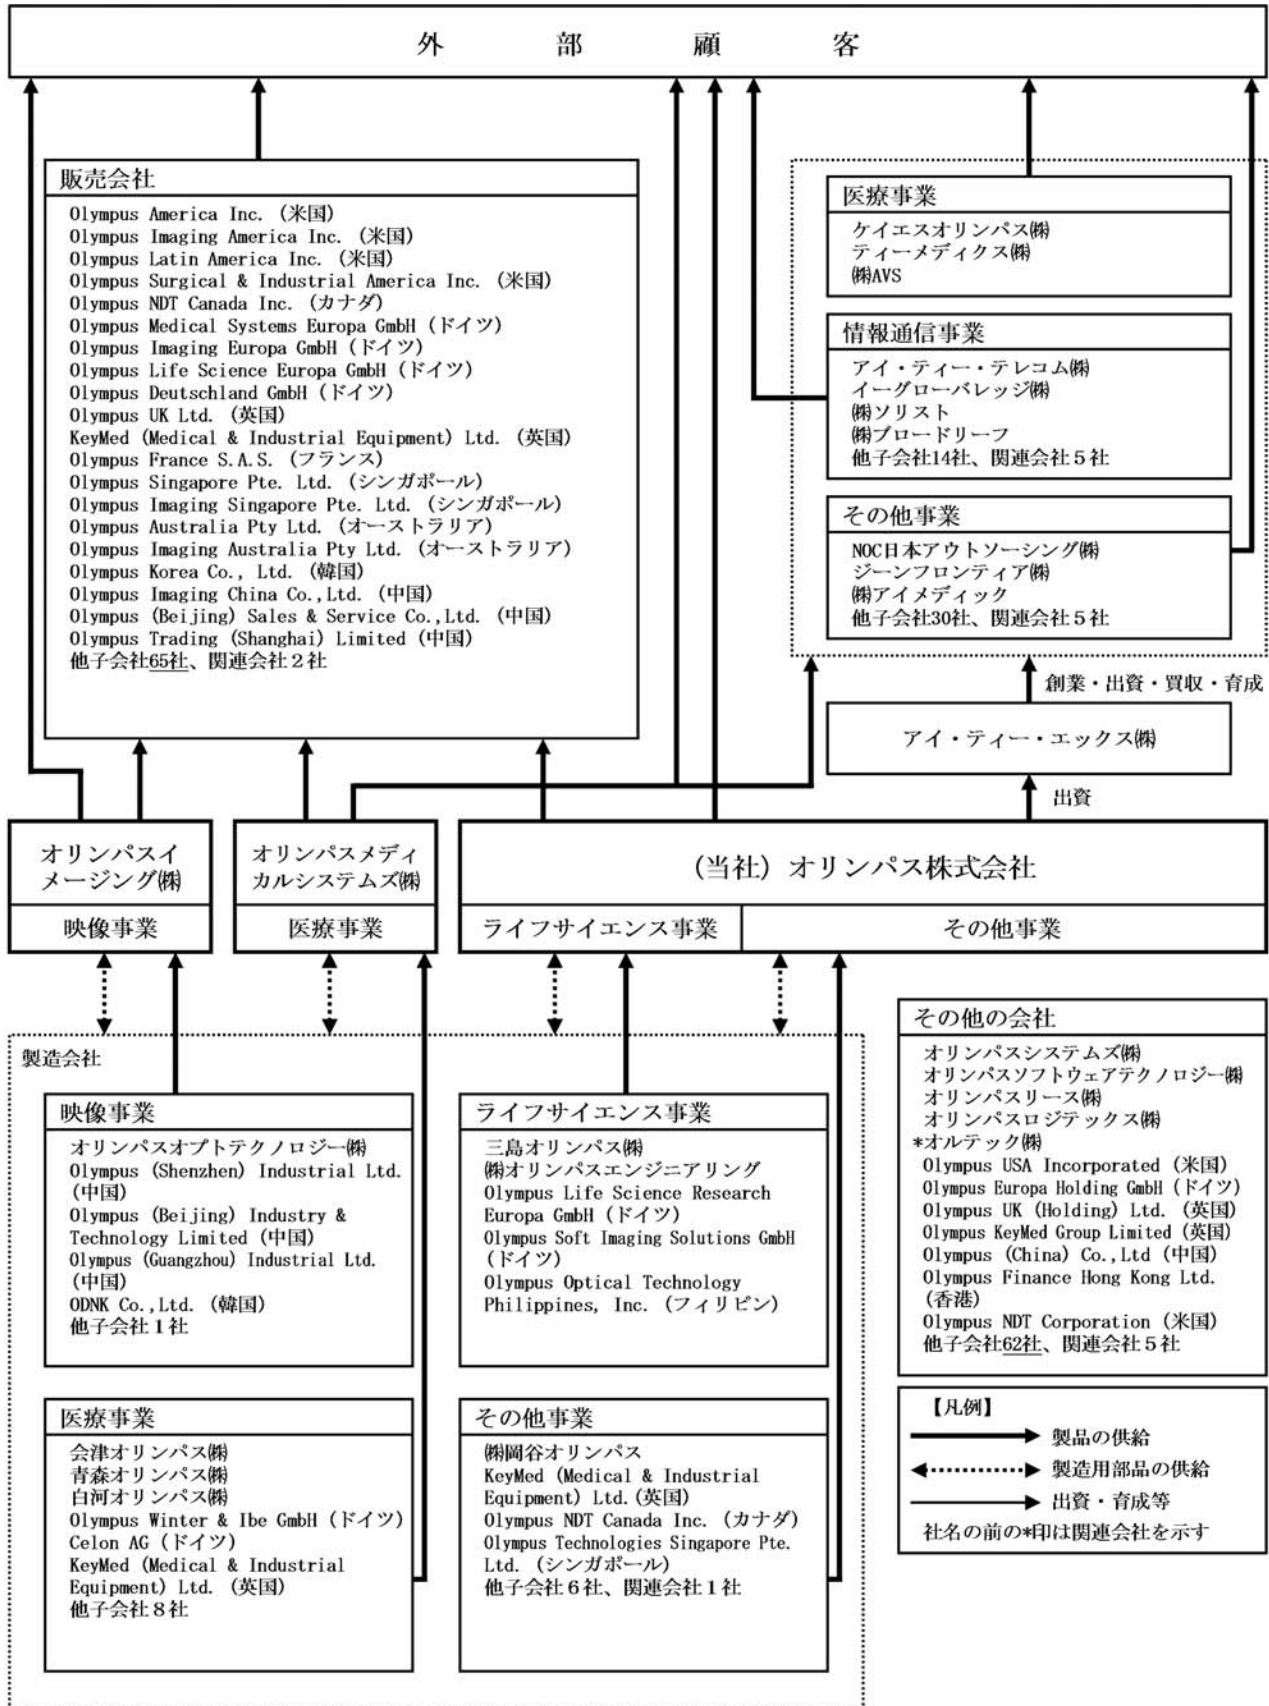 外部顧客
販売会社
Olympus America Inc. (米国)
Olympus Imaging America Inc. (米国)
Olympus Latin America Inc. (米国)
Olympus Surgical & Industrial America Inc. (米国)
Olympus NDT Canada Inc. (カナダ)
Olympus Medical Systems Europa GmbH (ドイツ)
Olympus Imaging Europa GmbH (ドイツ)
Olympus Life Science Europa GmbH (ドイツ)
Olympus Deutschland GmbH (ドイツ)
Olympus UK Ltd. (英国)
KeyMed (Medical & Industrial Equipment) Ltd. (英国)
Olympus France S.A.S. (フランス)
Olympus Singapore Pte. Ltd. (シンガポール)
Olympus Imaging Singapore Pte. Ltd. (シンガポール)
Olympus Australia Pty Ltd. (オーストラリア)
Olympus Imaging Australia Pty Ltd. (オーストラリア)
Olympus Korea Co., Ltd. (韓国)
Olympus Imaging China Co.,Ltd. (中国)
Olympus (Beijing) Sales & Service Co.,Ltd. (中国)
Olympus Trading (Shanghai) Limited (中国)
他子会社65社、関連会社2社
医療事業
ケイエスオリンパス㈱
ティーメディクス㈱
㈱AVS
情報通信事業
アイ・ティー・テレコム㈱
イーグローバレッジ㈱
㈱ソリスト
㈱ブロードリーフ
他子会社14社、関連会社5社
その他事業
NOC日本アウトソーシング㈱
ジーンフロンティア㈱
㈱アイメディック
他子会社30社、関連会社5社
創業・出資・買収・育成
アイ・ティー・エックス㈱
出資
オリンパスイ
メージング㈱
映像事業
オリンパスメディ
カルシステムズ㈱
医療事業
(当社) オリンパス株式会社
ライフサイエンス事業
その他事業
製造会社
映像事業
オリンパスオプトテクノロジー㈱
Olympus (Shenzhen) Industrial Ltd.
(中国)
Olympus (Beijing) Industry &
Technology Limited (中国)
Olympus (Guangzhou) Industrial Ltd.
(中国)
ODNK Co.,Ltd. (韓国)
他子会社1社
ライフサイエンス事業
三島オリンパス㈱
㈱オリンパスエンジニアリング
Olympus Life Science Research
Europa GmbH (ドイツ)
Olympus Soft Imaging Solutions GmbH
(ドイツ)
Olympus Optical Technology
Philippines, Inc. (フィリピン)
医療事業
会津オリンパス㈱
青森オリンパス㈱
白河オリンパス㈱
Olympus Winter & Ibe GmbH (ドイツ)
Celon AG (ドイツ)
KeyMed (Medical & Industrial
Equipment) Ltd. (英国)
他子会社8社
その他事業
㈱岡谷オリンパス
KeyMed (Medical & Industrial
Equipment) Ltd.(英国)
Olympus NDT Canada Inc. (カナダ)
Olympus Technologies Singapore Pte.
Ltd. (シンガポール)
他子会社6社、関連会社1社
その他の会社
オリンパスシステムズ㈱
オリンパスソフトウェアテクノロジー㈱
オリンパスリース㈱
オリンパスロジテックス㈱
*オルテック㈱
Olympus USA Incorporated (米国)
Olympus Europa Holding GmbH (ドイツ)
Olympus UK (Holding) Ltd. (英国)
Olympus KeyMed Group Limited (英国)
Olympus (China) Co.,Ltd (中国)
Olympus Finance Hong Kong Ltd.
(香港)
Olympus NDT Corporation (米国)
他子会社62社、関連会社5社
【凡例】
製品の供給
製造用部品の供給
出資・育成等
社名の前の*印は関連会社を示す